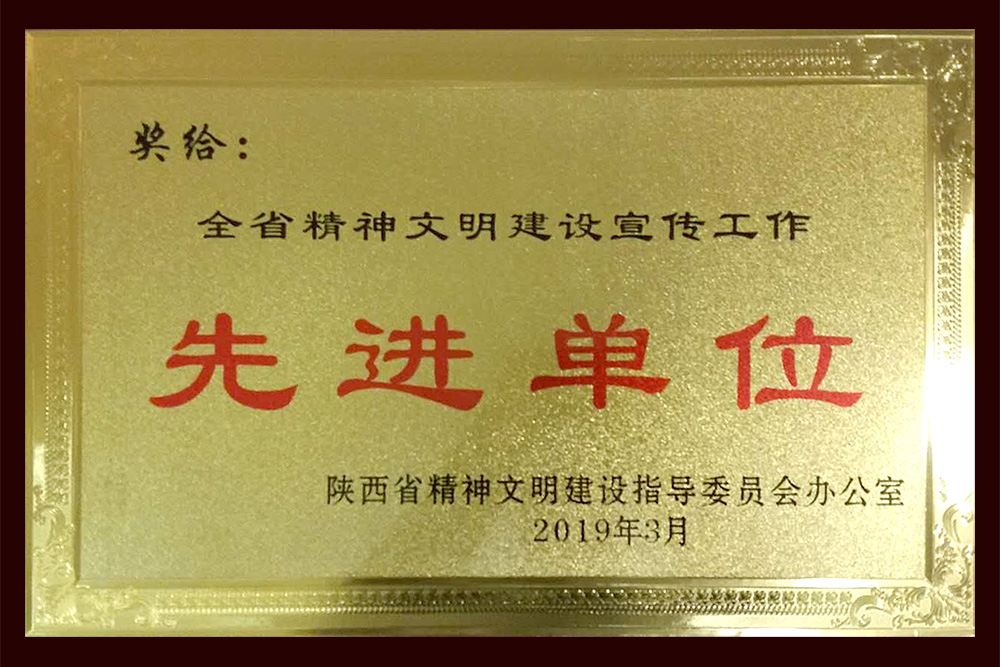 奖给：
全省精神文明建设宣传工作
先进单位
陕西省精神文明建设指导委员会办公室
2019年3月